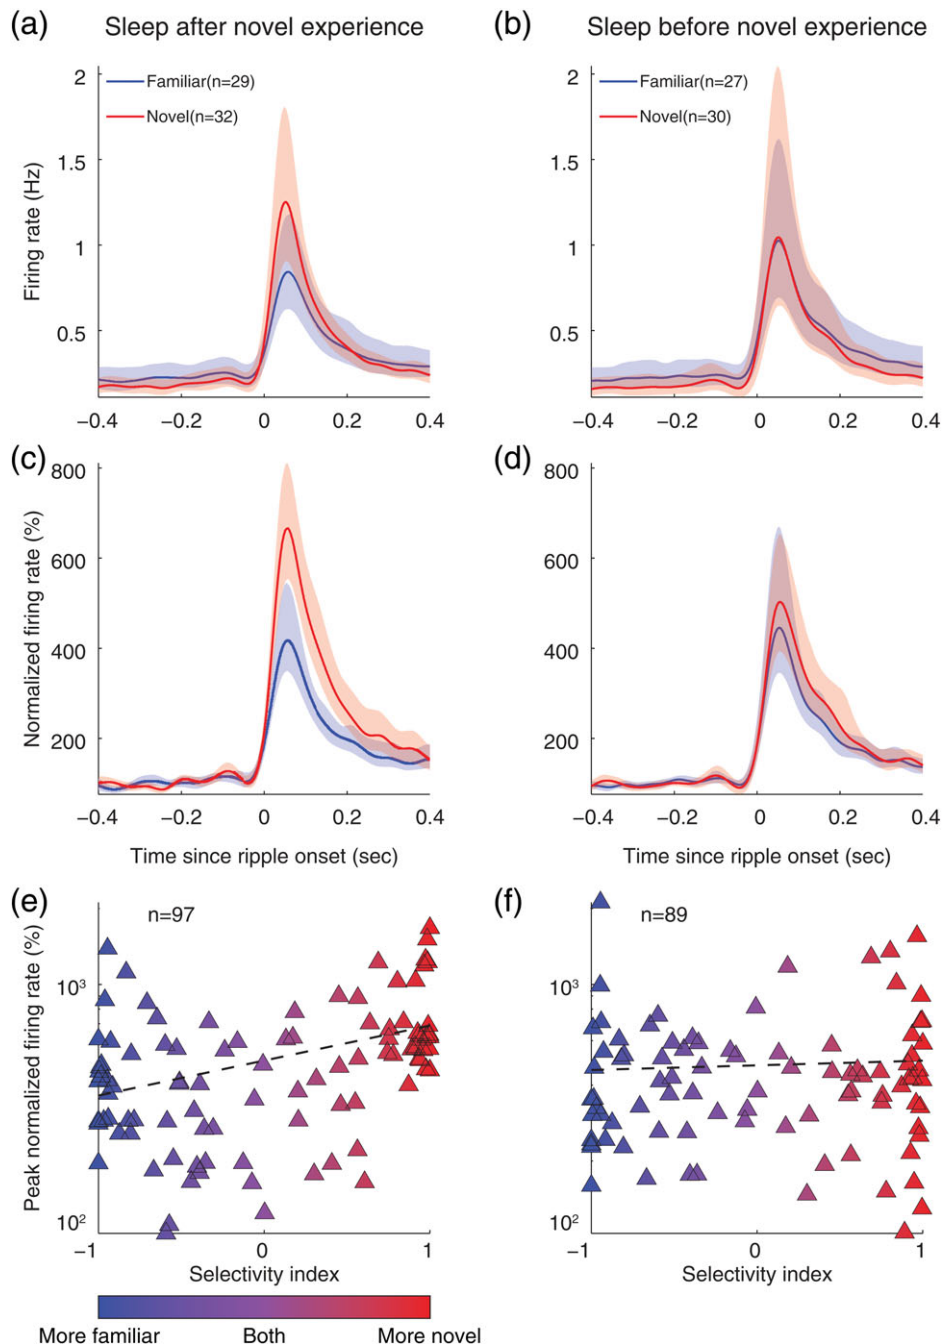 (a) Sleep after novel experience
(b) Sleep before novel experience
2
1.5
1
0.5
Firing rate (Hz)
Familiar(n=29)
Novel(n=32)
−0.4 −0.2 0 0.2 0.4
2
1.5
1
0.5
Familiar(n=27)
Novel(n=30)
−0.4 −0.2 0 0.2 0.4
(c)
800
600
400
200
Normalized firing rate (%)
−0.4 −0.2 0 0.2 0.4
Time since ripple onset (sec)
(d)
800
600
400
200
−0.4 −0.2 0 0.2 0.4
Time since ripple onset (sec)
(e)
n=97
10³
10²
Peak normalized firing rate (%)
−1 0 1
Selectivity index
(f)
n=89
10³
10²
−1 0 1
Selectivity index
More familiar Both More novel